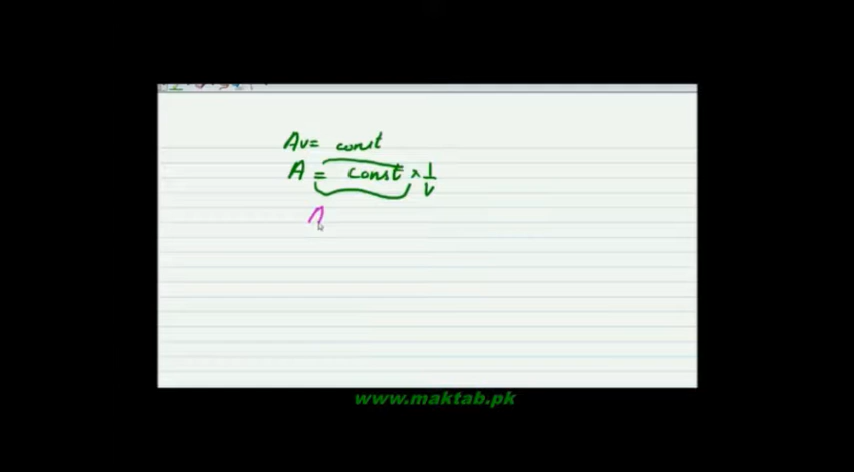 Av = const
A = const × 1/v
www.maktab.pk